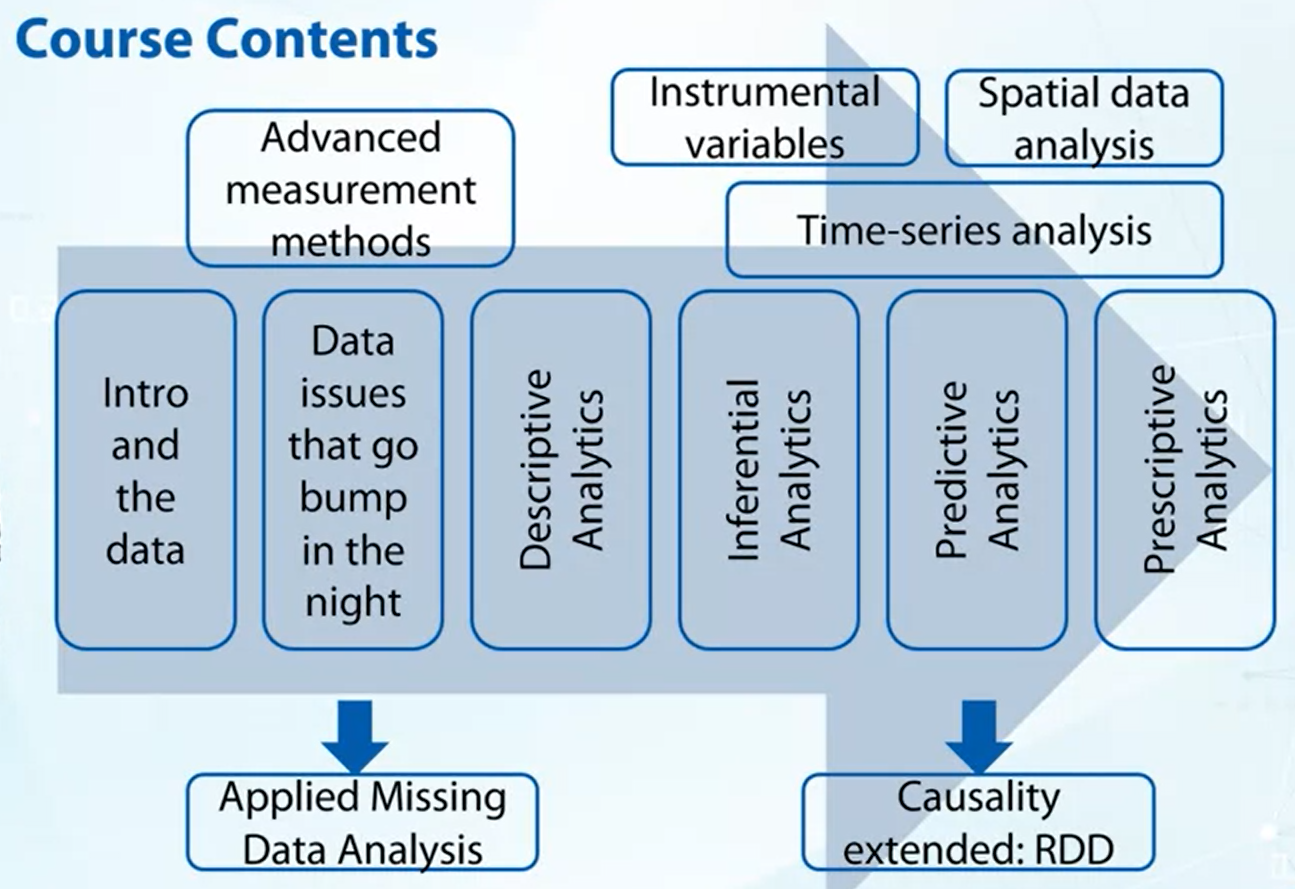 Course Contents
Advanced
measurement
methods
Instrumental
variables
Spatial data
analysis
Time-series analysis
Intro
and
the
data
Data
issues
that go
bump
in the
night
Descriptive
Analytics
Inferential
Analytics
Predictive
Analytics
Prescriptive
Analytics
Applied Missing
Data Analysis
Causality
extended: RDD